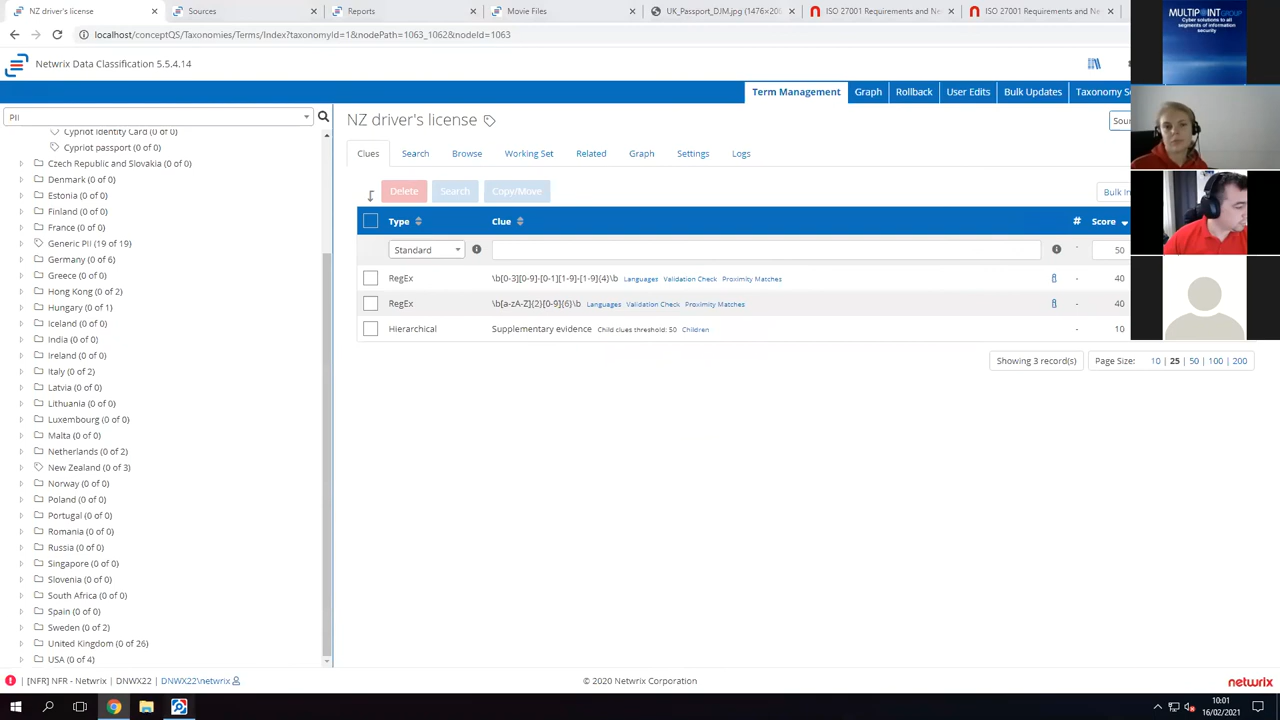 NZ driver's license
Sources
Reports
Movie Files
UK_Passport_DJM.jpg (1476×20
ISO 27001 Requirements and Ne
ISO 27001 Requirements and Net
localhost/conceptQS/Taxonomies/Terms/Index?taxonomyId=1&nodePath=1063_1062&nodeId=1063
MULTIPOINT GROUP
Cyber solutions to all
segments of information
security
Netwrix Data Classification 5.5.4.14
Term Management
Graph
Rollback
User Edits
Bulk Updates
Taxonomy Se
PII
NZ driver's license
Sour
Cypriot Identity Card (0 of 0)
Cypriot passport (0 of 0)
Czech Republic and Slovakia (0 of 0)
Denmark (0 of 0)
Estonia (0 of 0)
Finland (0 of 0)
France (0 of 0)
Generic PII (19 of 19)
Germany (0 of 6)
Greece (0 of 0)
Hong Kong (0 of 2)
Hungary (0 of 1)
Iceland (0 of 0)
India (0 of 0)
Ireland (0 of 0)
Italy (0 of 2)
Latvia (0 of 0)
Lithuania (0 of 0)
Luxembourg (0 of 0)
Malta (0 of 0)
Netherlands (0 of 2)
New Zealand (0 of 3)
Norway (0 of 0)
Poland (0 of 0)
Portugal (0 of 0)
Romania (0 of 0)
Russia (0 of 0)
Singapore (0 of 0)
Slovenia (0 of 0)
South Africa (0 of 0)
Spain (0 of 0)
Sweden (0 of 2)
United Kingdom (0 of 26)
USA (0 of 4)
Clues
Search
Browse
Working Set
Related
Graph
Settings
Logs
Delete
Search
Copy/Move
Bulk In
Type
Clue
#
Score
Standard
50
RegEx
\b[0-3][0-9]-[0-1][1-9]-[1-9]{4}\b Languages Validation Check Proximity Matches
-
40
RegEx
\b[a-zA-Z]{2}[0-9]{6}\b Languages Validation Check Proximity Matches
-
40
Hierarchical
Supplementary evidence Child clues threshold: 50 Children
-
10
Showing 3 record(s)
Page Size: 10 | 25 | 50 | 100 | 200
| [NFR] NFR - Netwrix | DNWX22 | DNWX22\netwrix
© 2020 Netwrix Corporation
netwrix
10:01
16/02/2021